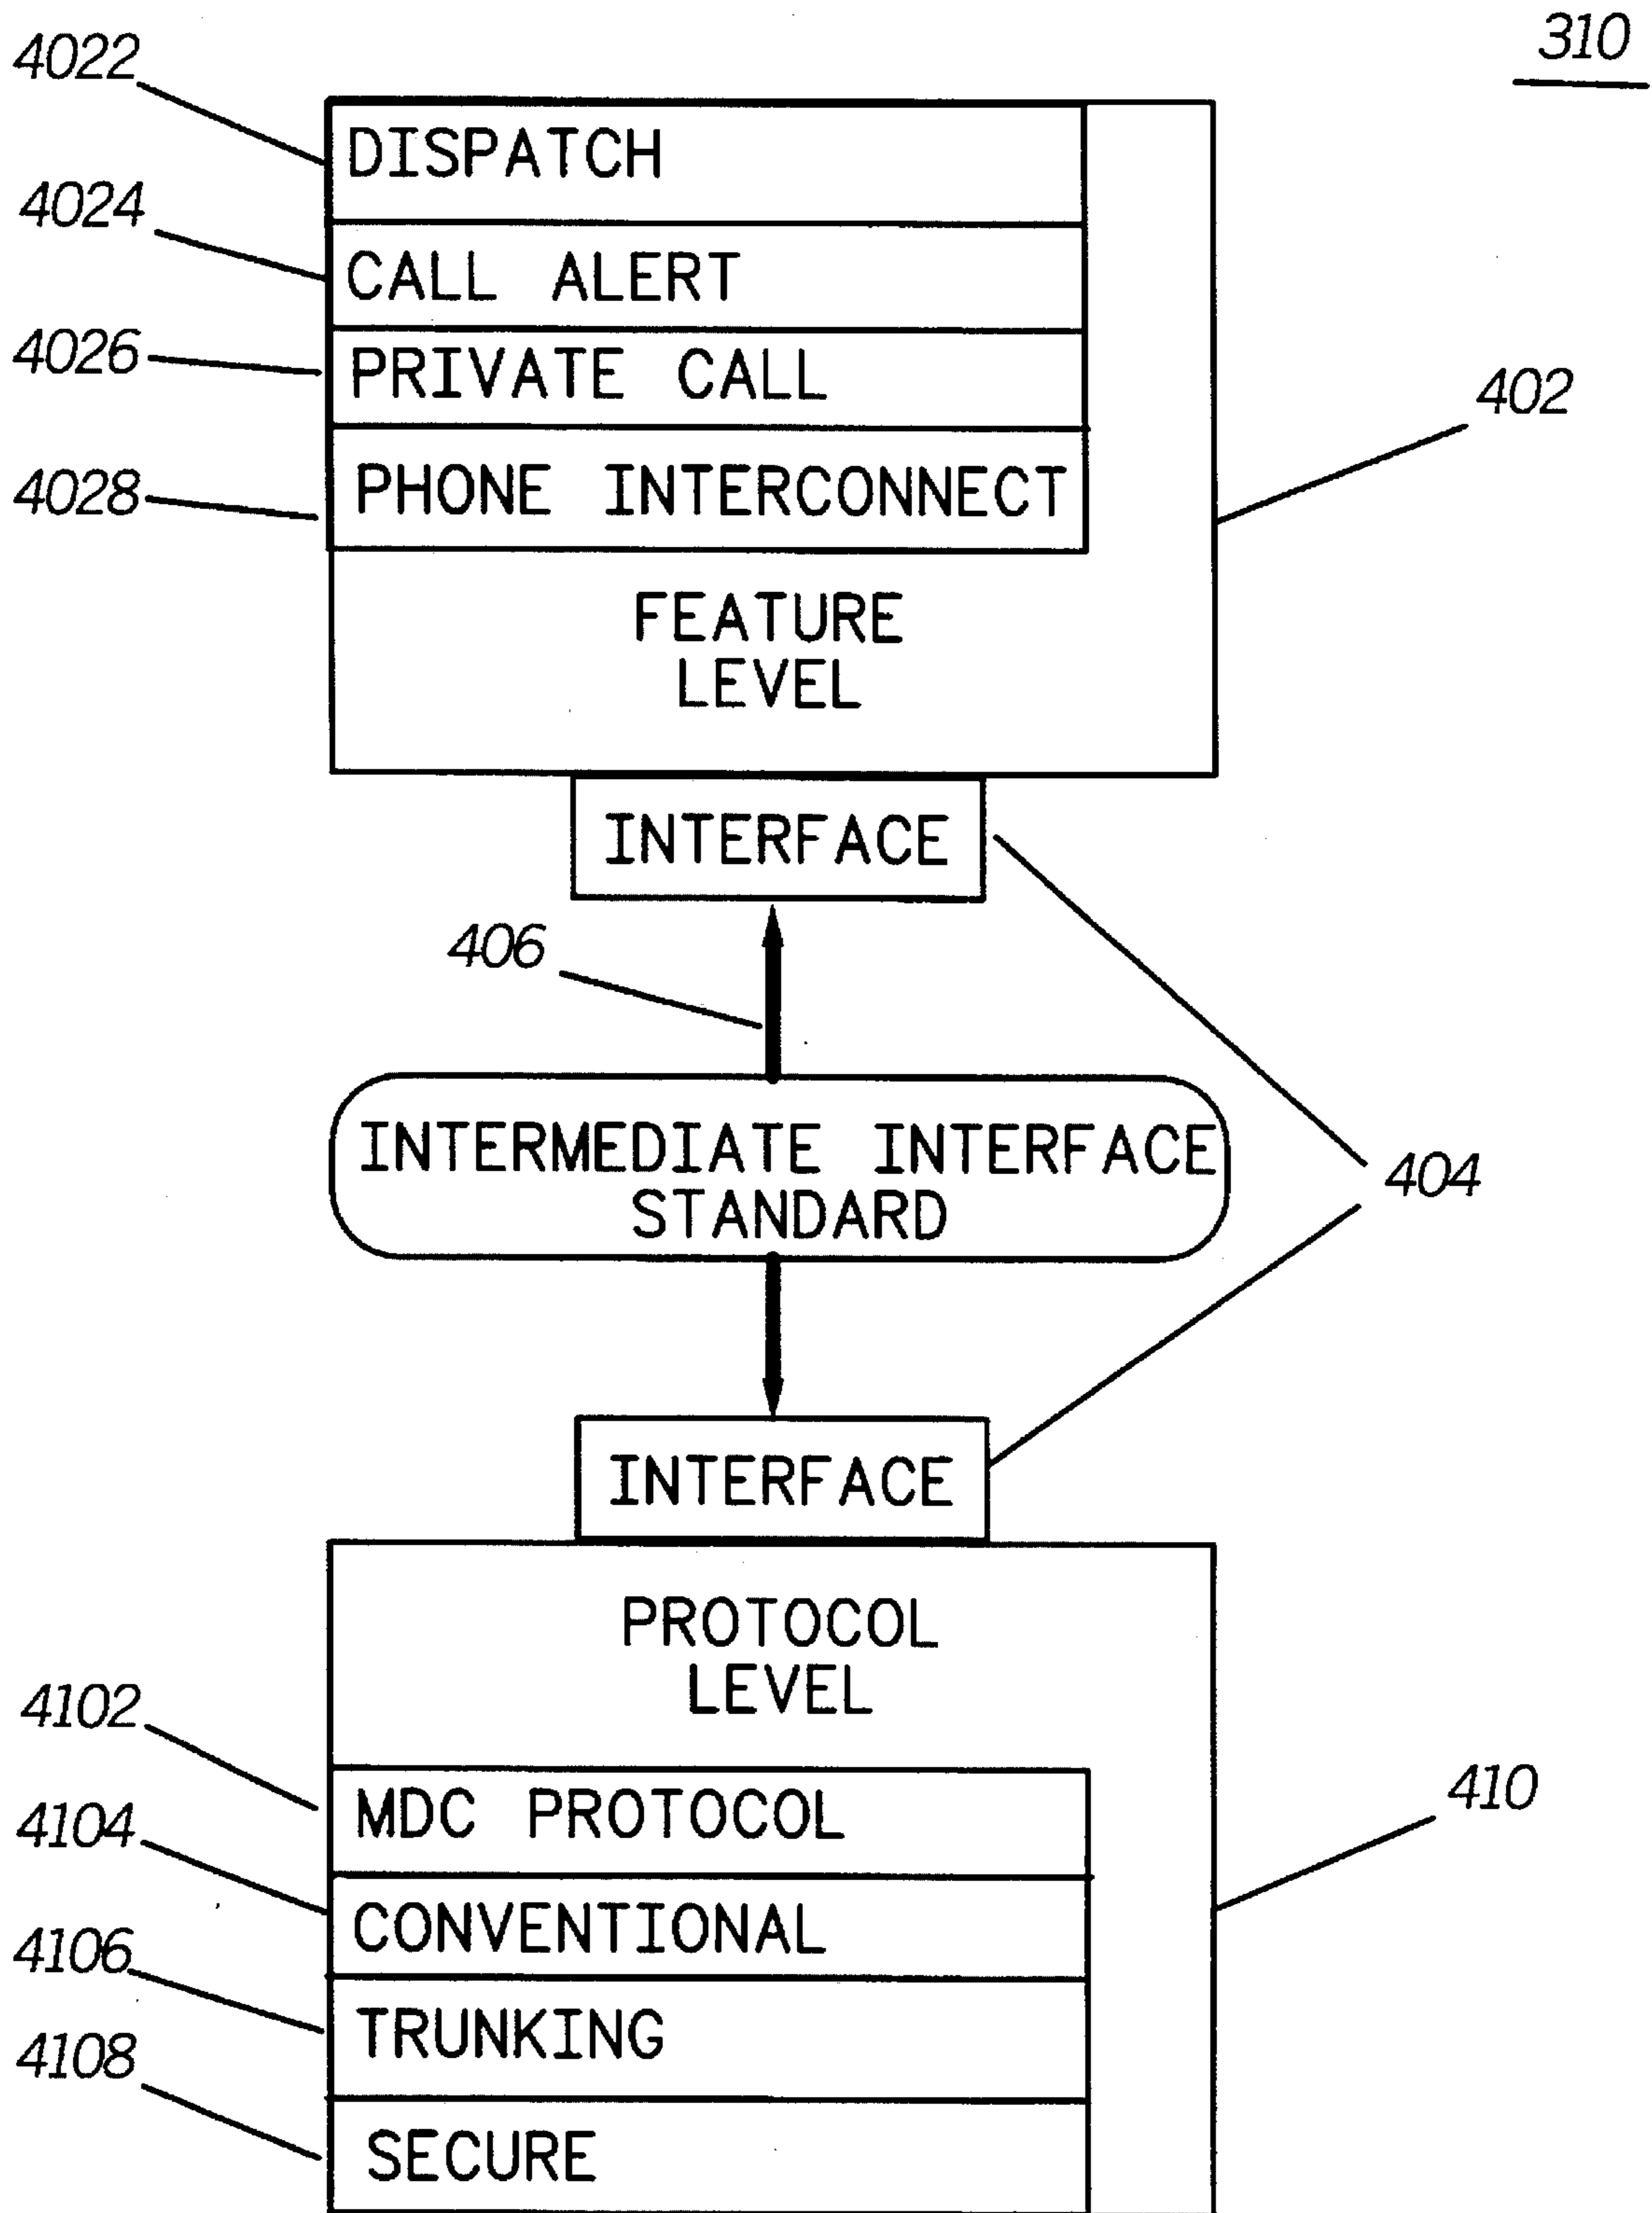 310
4022
DISPATCH
4024
CALL ALERT
4026
PRIVATE CALL
402
4028
PHONE INTERCONNECT
FEATURE
LEVEL
INTERFACE
406
INTERMEDIATE INTERFACE
STANDARD
404
INTERFACE
PROTOCOL
LEVEL
4102
MDC PROTOCOL
410
4104
CONVENTIONAL
4106
TRUNKING
4108
SECURE